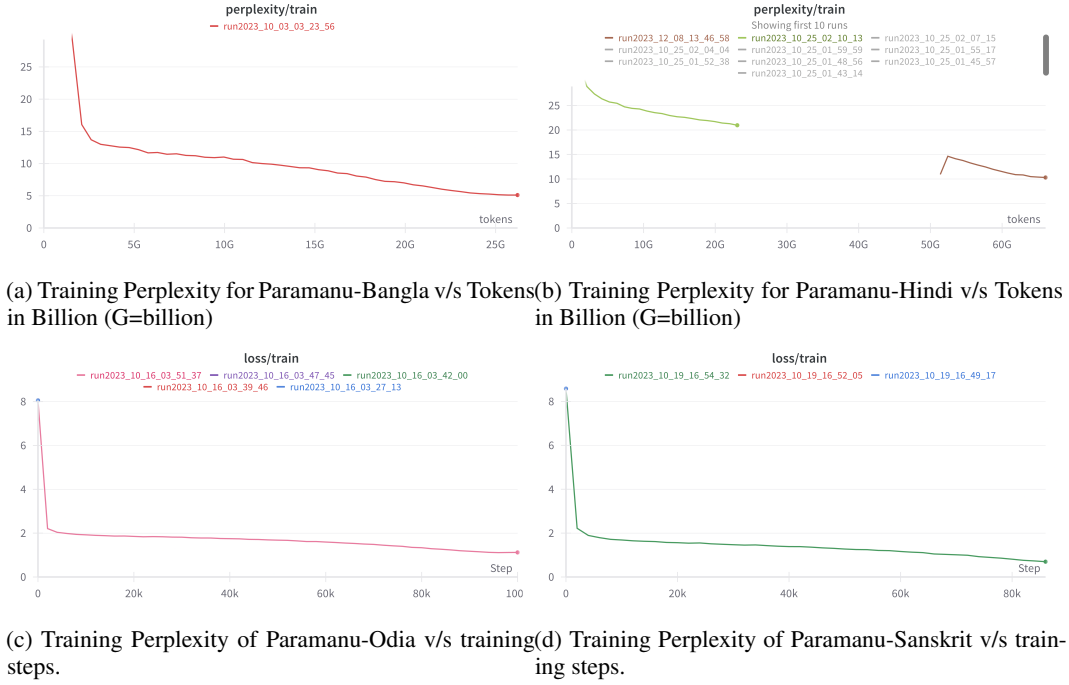 perplexity/train
run2023_10_03_03_23_56
25
20
15
10
5
0
tokens
0 5G 10G 15G 20G 25G
(a) Training Perplexity for Paramanu-Bangla v/s Tokens
in Billion (G=billion)
perplexity/train
Showing first 10 runs
run2023_12_08_13_46_58 run2023_10_25_02_10_13 run2023_10_25_02_07_15
run2023_10_25_02_04_04 run2023_10_25_01_59_59 run2023_10_25_01_55_17
run2023_10_25_01_52_38 run2023_10_25_01_48_56 run2023_10_25_01_45_57
run2023_10_25_01_43_14
25
20
15
10
5
0
tokens
0 10G 20G 30G 40G 50G 60G
(b) Training Perplexity for Paramanu-Hindi v/s Tokens
in Billion (G=billion)
loss/train
run2023_10_16_03_51_37 run2023_10_16_03_47_45 run2023_10_16_03_42_00
run2023_10_16_03_39_46 run2023_10_16_03_27_13
8
6
4
2
0
Step
0 20k 40k 60k 80k 100
(c) Training Perplexity of Paramanu-Odia v/s training
steps.
loss/train
run2023_10_19_16_54_32 run2023_10_19_16_52_05 run2023_10_19_16_49_17
8
6
4
2
0
Step
0 20k 40k 60k 80k
(d) Training Perplexity of Paramanu-Sanskrit v/s train-
ing steps.